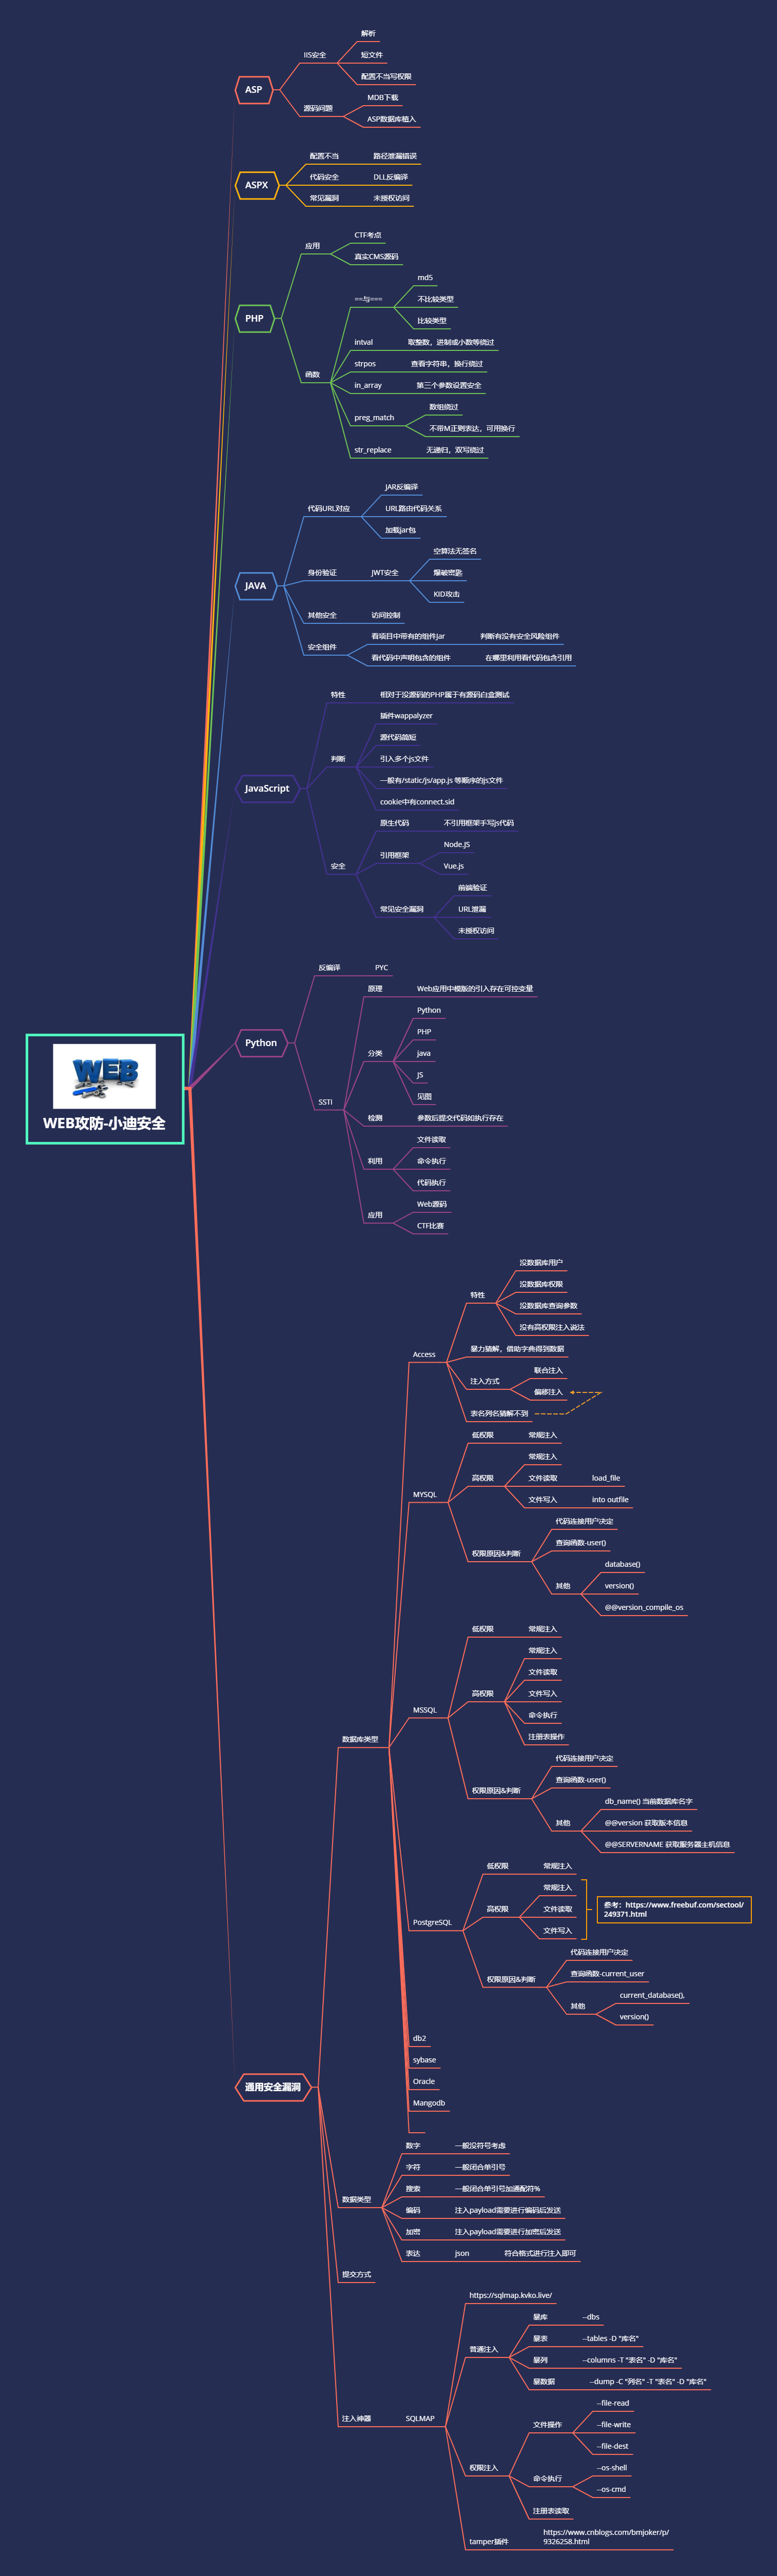 解析
IIS安全
短文件
配置不当写权限
ASP
MDB下载
源码问题
ASP数据库植入
配置不当
路径泄漏错误
ASPX
代码安全
DLL反编译
常见漏洞
未授权访问
CTF考点
应用
真实CMS源码
md5
==与===
不比较类型
PHP
比较类型
intval
取整数，进制或小数等绕过
strpos
查看字符串，换行绕过
函数
in_array
第三个参数设置安全
数组绕过
preg_match
不带M正则表达，可用换行
str_replace
无递归，双写绕过
JAR反编译
代码URL对应
URL路由代码关系
加载jar包
空算法无签名
JAVA
身份验证
JWT安全
爆破密匙
KID攻击
其他安全
访问控制
看项目中带有的组件jar
判断有没有安全风险组件
安全组件
看代码中声明包含的组件
在哪里利用看代码包含引用
特性
相对于没源码的PHP属于有源码白盒测试
插件wappalyzer
源代码简短
判断
引入多个js文件
一般有/static/js/app.js 等顺序的js文件
JavaScript
cookie中有connect.sid
原生代码
不引用框架手写js代码
Node.JS
引用框架
Vue.js
安全
前端验证
常见安全漏洞
URL泄漏
未授权访问
反编译
PYC
原理
Web应用中模版的引入存在可控变量
Python
Python
PHP
分类
java
JS
见图
SSTI
检测
参数后提交代码如执行存在
文件读取
利用
命令执行
代码执行
Web源码
应用
CTF比赛
WEB
WEB攻防-小迪安全
没数据库用户
没数据库权限
特性
没数据库查询参数
没有高权限注入说法
Access
暴力猜解，借助字典得到数据
联合注入
注入方式
偏移注入
表名列名猜解不到
低权限
常规注入
常规注入
高权限
文件读取
load_file
文件写入
into outfile
MYSQL
代码连接用户决定
查询函数-user()
权限原因&判断
database()
其他
version()
@@version_compile_os
低权限
常规注入
常规注入
文件读取
高权限
文件写入
命令执行
MSSQL
注册表操作
数据库类型
代码连接用户决定
查询函数-user()
权限原因&判断
db_name() 当前数据库名字
其他
@@version 获取版本信息
@@SERVERNAME 获取服务器主机信息
低权限
常规注入
常规注入
高权限
文件读取
文件写入
参考：https://www.freebuf.com/sectool/
249371.html
PostgreSQL
代码连接用户决定
查询函数-current_user
权限原因&判断
current_database(),
其他
version()
db2
sybase
Oracle
Mangodb
通用安全漏洞
数字
一般没符号考虑
字符
一般闭合单引号
搜索
一般闭合单引号加通配符%
数据类型
编码
注入payload需要进行编码后发送
加密
注入payload需要进行加密后发送
表达
json
符合格式进行注入即可
提交方式
https://sqlmap.kvko.live/
暴库
--dbs
暴表
--tables -D "库名"
普通注入
暴列
--columns -T "表名" -D "库名"
暴数据
--dump -C "列名" -T "表名" -D "库名"
注入神器
SQLMAP
--file-read
文件操作
--file-write
--file-dest
权限注入
--os-shell
命令执行
--os-cmd
注册表读取
tamper插件
https://www.cnblogs.com/bmjoker/p/
9326258.html